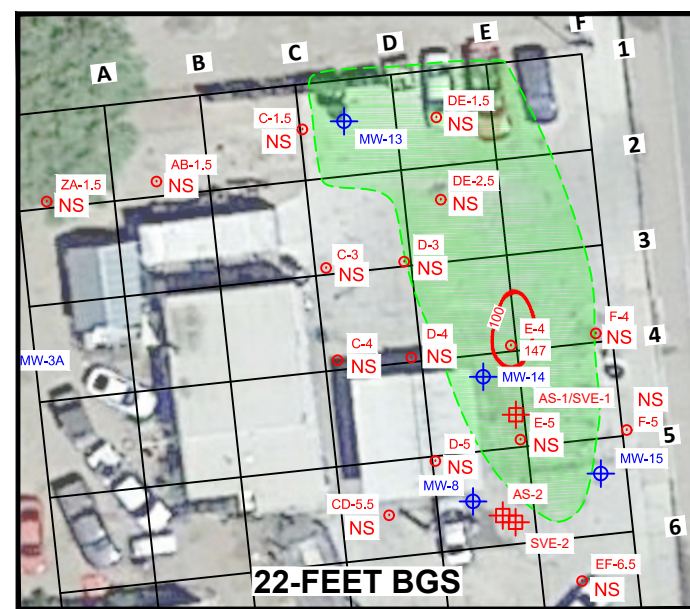 F
E
1
D
C
B
A
DE-1.5
NS
C-1.5
NS
MW-13
2
AB-1.5
NS
ZA-1.5
NS
DE-2.5
NS
3
D-3
NS
C-3
NS
100
F-4
NS
4
E-4
147
D-4
NS
C-4
NS
MW-3A
MW-14
AS-1/SVE-1
NS
F-5
E-5
NS
5
D-5
NS
MW-15
MW-8
AS-2
CD-5.5
NS
6
SVE-2
EF-6.5
NS
22-FEET BGS